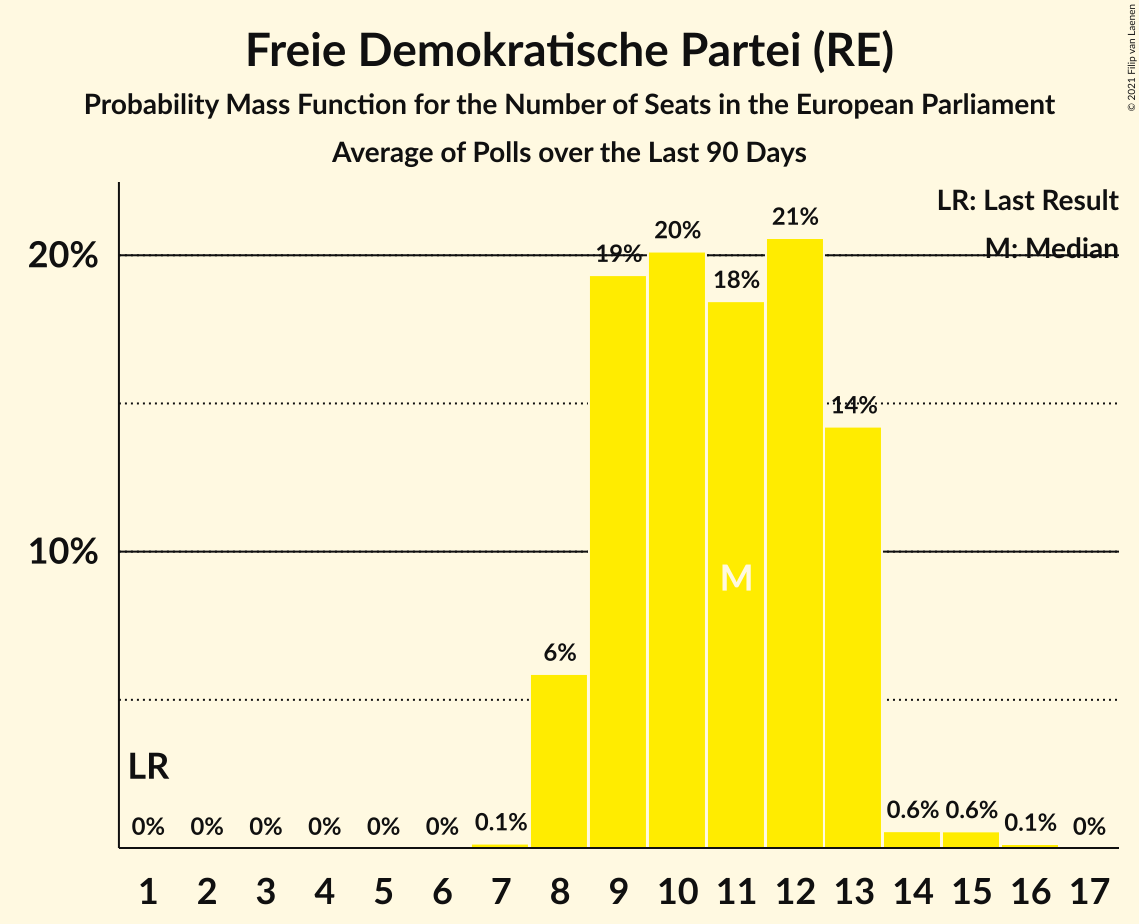 Freie Demokratische Partei (RE)
Probability Mass Function for the Number of Seats in the European Parliament
Average of Polls over the Last 90 Days
© 2021 Filip van Laenen
LR: Last Result
M: Median
20%
10%
19%
20%
18%
21%
14%
M
6%
LR
0%
0%
0%
0%
0%
0%
0.1%
0.6%
0.6%
0.1%
0%
1 2 3 4 5 6 7 8 9 10 11 12 13 14 15 16 17